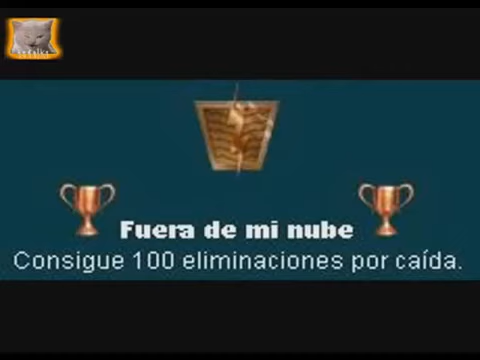 Fuera de mi nube
Consigue 100 eliminaciones por caída.